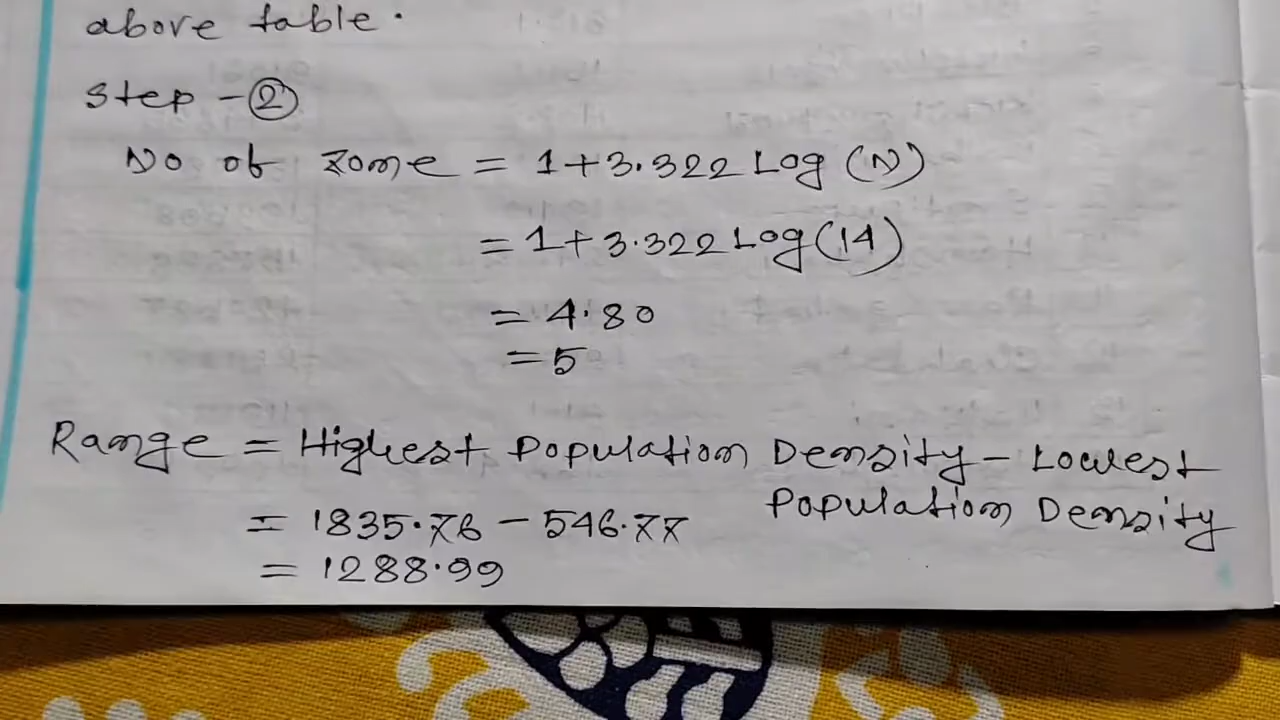 above table.
Step - ②
No of zone = 1+3.322 Log (N)
= 1+3.322 Log (14)
= 4.80
= 5
Range = Highest Population Density - Lowest
Population Density
= 1835.76 - 546.77
= 1288.99